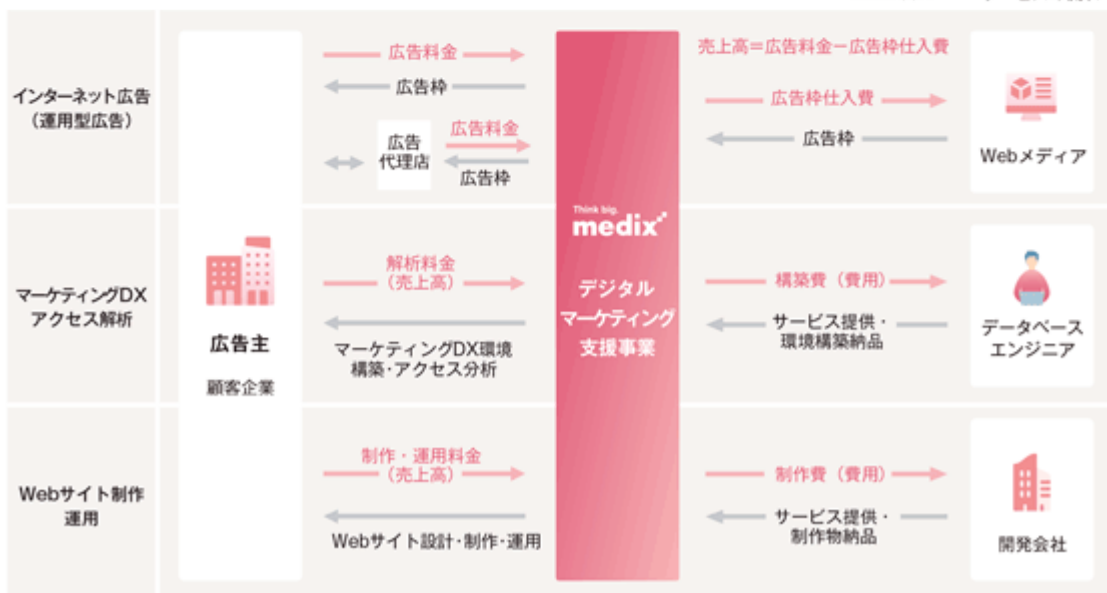 インターネット広告
（運用型広告）
広告料金
広告枠
広告
代理店
広告料金
広告枠
売上高＝広告料金－広告枠仕入費
広告枠仕入費
広告枠
Webメディア
マーケティングDX
アクセス解析
広告主
顧客企業
解析料金
（売上高）
マーケティングDX環境
構築・アクセス分析
Think big.
medix
デジタル
マーケティング
支援事業
構築費（費用）
サービス提供・
環境構築納品
データベース
エンジニア
Webサイト制作
運用
制作・運用料金
（売上高）
Webサイト設計・制作・運用
制作費（費用）
サービス提供・
制作物納品
開発会社